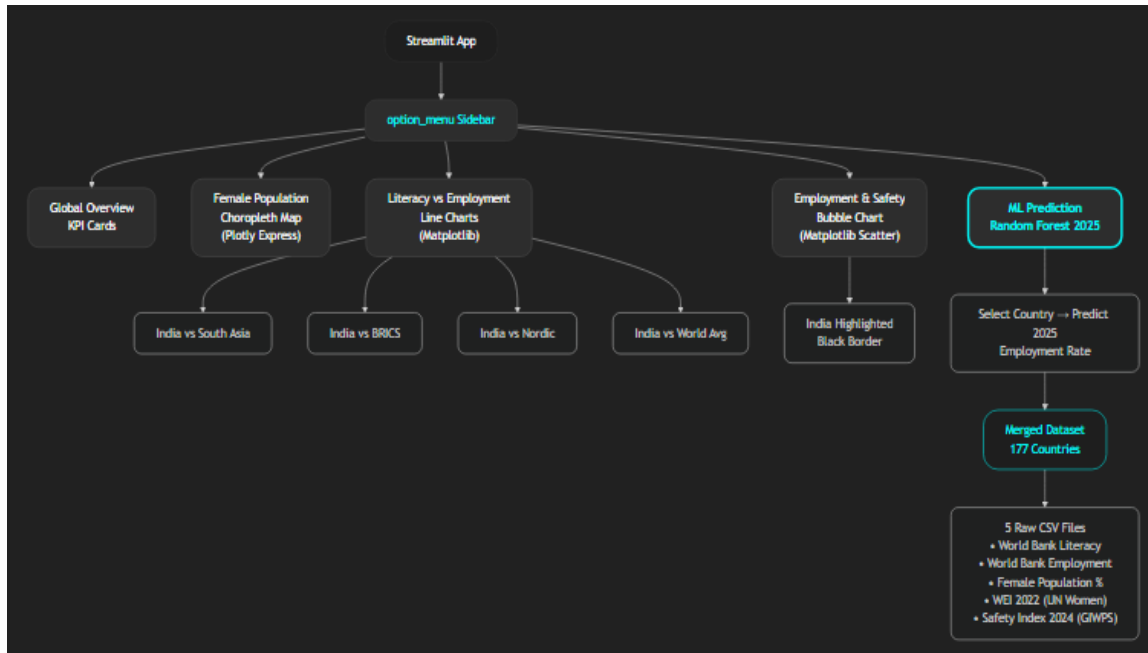 Streamlit App
option_menu Sidebar
Global Overview
KPI Cards
Female Population
Choropleth Map
(Plotly Express)
Literacy vs Employment
Line Charts
(Matplotlib)
Employment & Safety
Bubble Chart
(Matplotlib Scatter)
ML Prediction
Random Forest 2025
India vs South Asia
India vs BRICS
India vs Nordic
India vs World Avg
India Highlighted
Black Border
Select Country → Predict
2025
Employment Rate
Merged Dataset
177 Countries
5 Raw CSV Files
• World Bank Literacy
• World Bank Employment
• Female Population %
• WEI 2022 (UN Women)
• Safety Index 2024 (GIWPS)